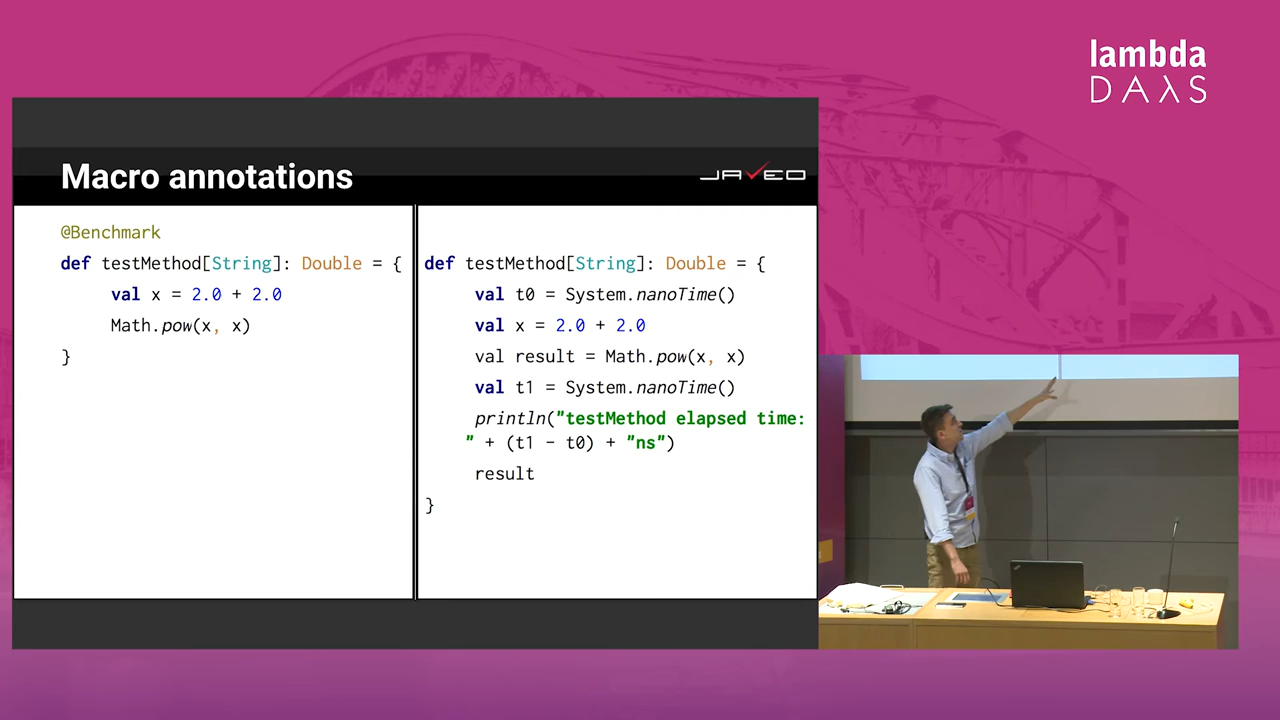 lambda
DAλS
Macro annotations
JAVEO
@Benchmark
def testMethod[String]: Double = {
val x = 2.0 + 2.0
Math.pow(x, x)
}
def testMethod[String]: Double = {
val t0 = System.nanoTime()
val x = 2.0 + 2.0
val result = Math.pow(x, x)
val t1 = System.nanoTime()
println("testMethod elapsed time:
" + (t1 - t0) + "ns")
result
}